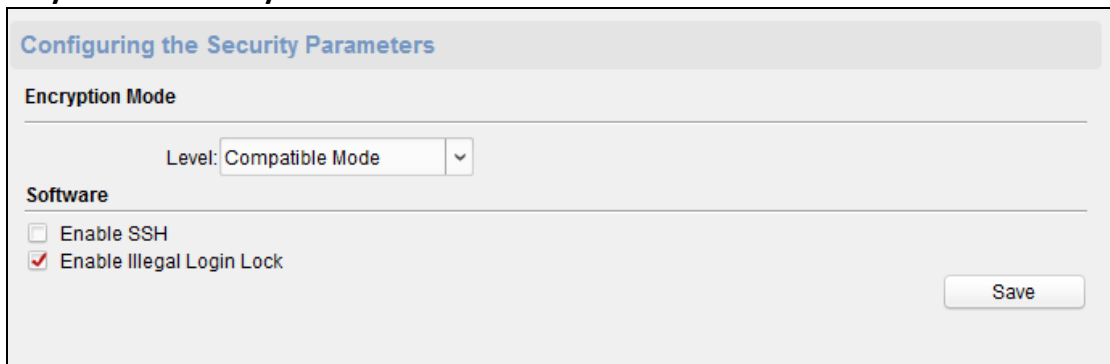 Configuring the Security Parameters
Encryption Mode
Level: Compatible Mode
Software
Enable SSH
Enable Illegal Login Lock
Save